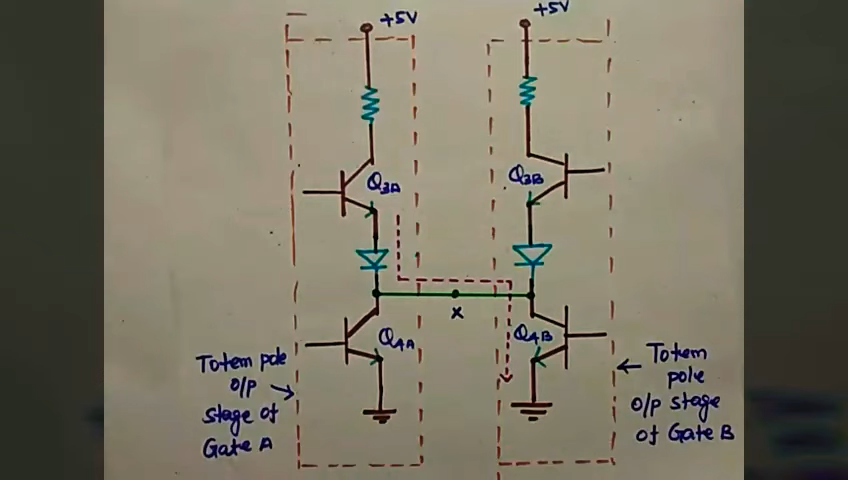 +5V
+5V
Q3A
Q3B
X
Q4A
Q4B
Totem pole
o/p
stage of
Gate A
Totem
pole
o/p stage
of Gate B